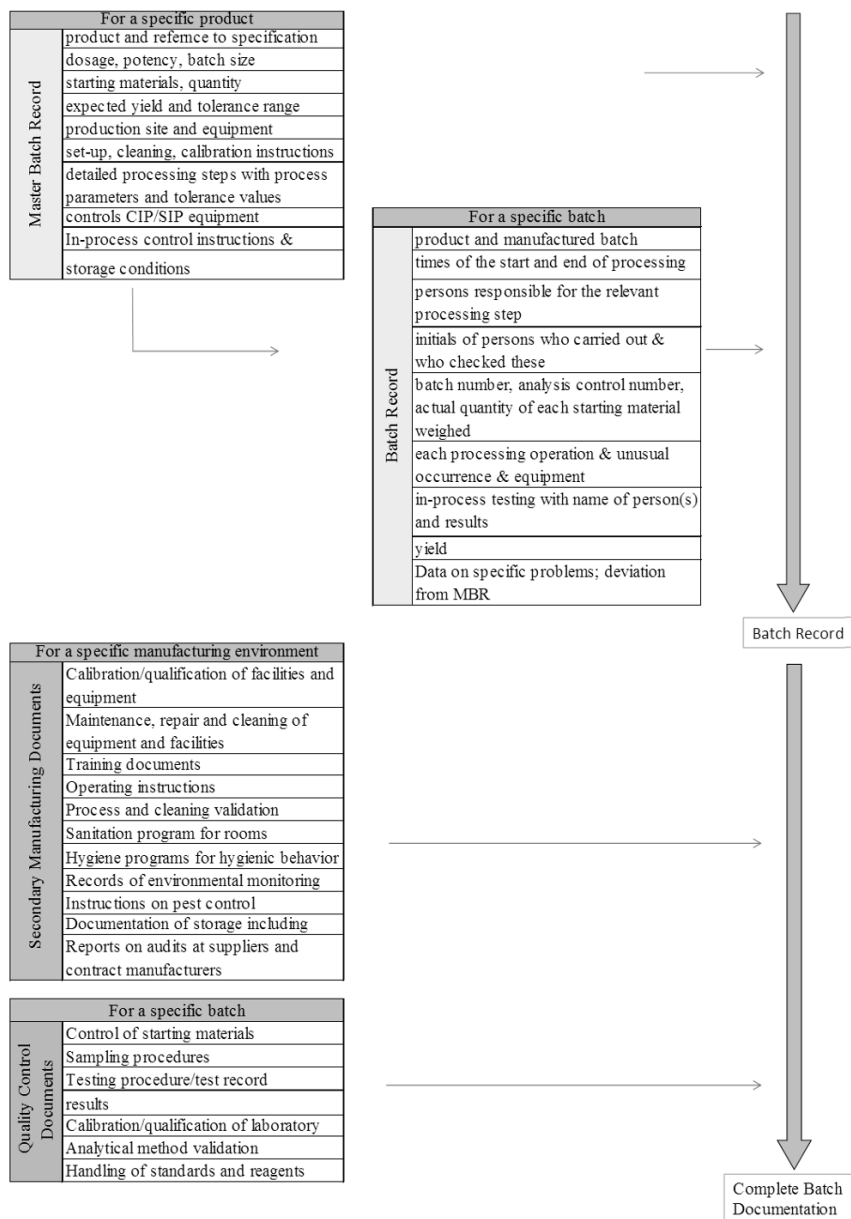 For a specific product
Master Batch Record
product and refernce to specification
dosage, potency, batch size
starting materials, quantity
expected yield and tolerance range
production site and equipment
set-up, cleaning, calibration instructions
detailed processing steps with process
parameters and tolerance values
controls CIP/SIP equipment
In-process control instructions &
storage conditions
For a specific batch
Batch Record
product and manufactured batch
times of the start and end of processing
persons responsible for the relevant
processing step
initials of persons who carried out &
who checked these
batch number, analysis control number,
actual quantity of each starting material
weighed
each processing operation & unusual
occurrence & equipment
in-process testing with name of person(s)
and results
yield
Data on specific problems; deviation
from MBR
Batch Record
For a specific manufacturing environment
Secondary Manufacturing Documents
Calibration/qualification of facilities and
equipment
Maintenance, repair and cleaning of
equipment and facilities
Training documents
Operating instructions
Process and cleaning validation
Sanitation program for rooms
Hygiene programs for hygienic behavior
Records of environmental monitoring
Instructions on pest control
Documentation of storage including
Reports on audits at suppliers and
contract manufacturers
For a specific batch
Quality Control
Documents
Control of starting materials
Sampling procedures
Testing procedure/test record
results
Calibration/qualification of laboratory
Analytical method validation
Handling of standards and reagents
Complete Batch
Documentation